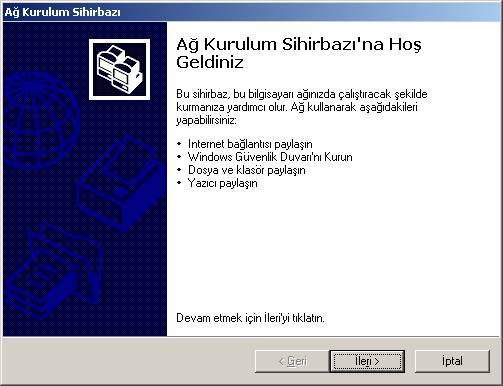 Ağ Kurulum Sihirbazı
Ağ Kurulum Sihirbazı'na Hoş
Geldiniz
Bu sihirbaz, bu bilgisayarı ağınızda çalıştıracak şekilde
kurmanıza yardımcı olur. Ağ kullanarak aşağıdakileri
yapabilirsiniz:
• Internet bağlantısı paylaşın
• Windows Güvenlik Duvarı'nı Kurun
• Dosya ve klasör paylaşın
• Yazıcı paylaşın
Devam etmek için İleri'yi tıklatın.
< Geri
İleri >
İptal